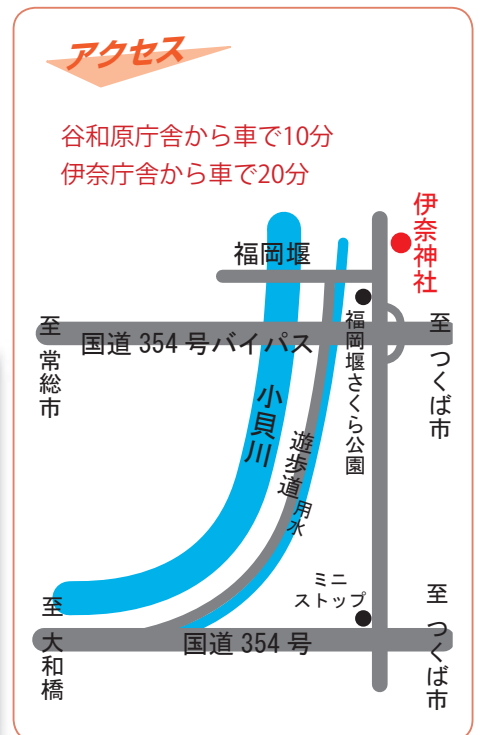 アクセス
谷和原庁舎から車で10分
伊奈庁舎から車で20分
伊奈神社
福岡堰
至 常総市
国道 354 号バイパス
福岡堰さくら公園
至 つくば市
小貝川
遊歩道
用水
ミニ
ストップ
至 大和橋
国道 354 号
至 つくば市